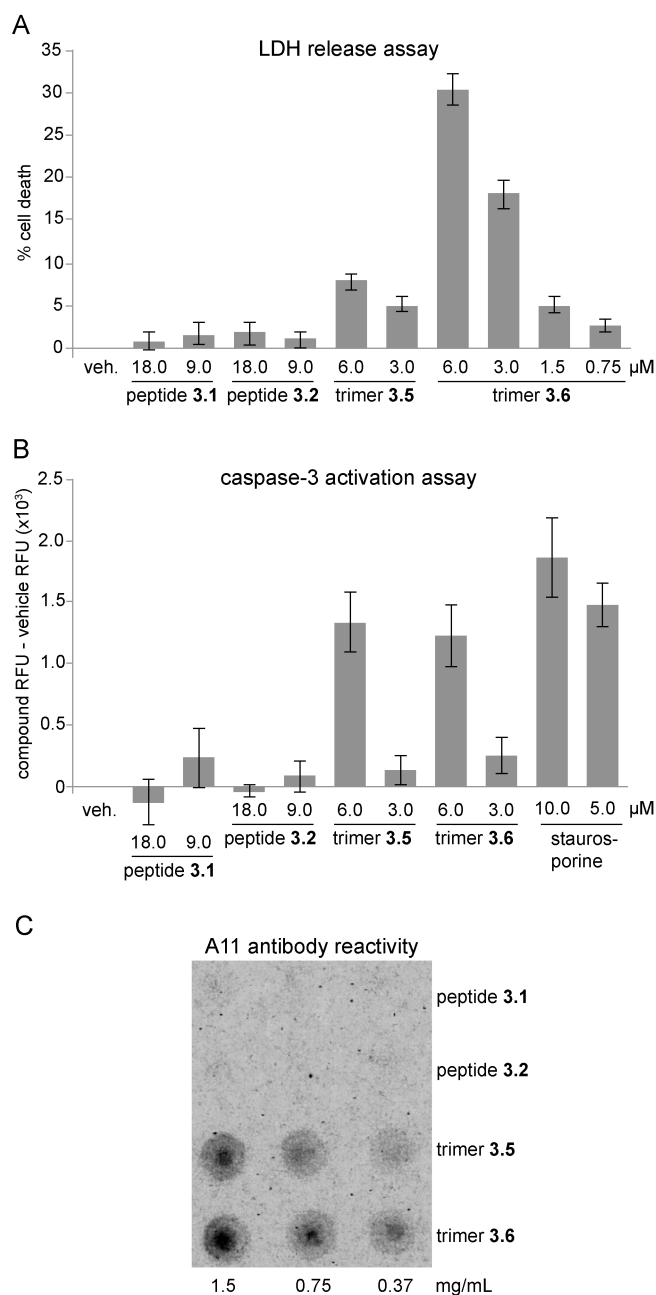 A
LDH release assay
% cell death
35
30
25
20
15
10
5
0
veh. 18.0 9.0 18.0 9.0 6.0 3.0 6.0 3.0 1.5 0.75 µM
peptide 3.1 peptide 3.2 trimer 3.5 trimer 3.6
B
caspase-3 activation assay
compound RFU - vehicle RFU (x10³)
2.5
2.0
1.5
1.0
0.5
0
veh. 18.0 9.0 6.0 3.0 6.0 3.0 10.0 5.0 µM
18.0 9.0 peptide 3.2 trimer 3.5 trimer 3.6 stauros-
peptide 3.1 porine
C
A11 antibody reactivity
peptide 3.1
peptide 3.2
trimer 3.5
trimer 3.6
1.5 0.75 0.37 mg/mL